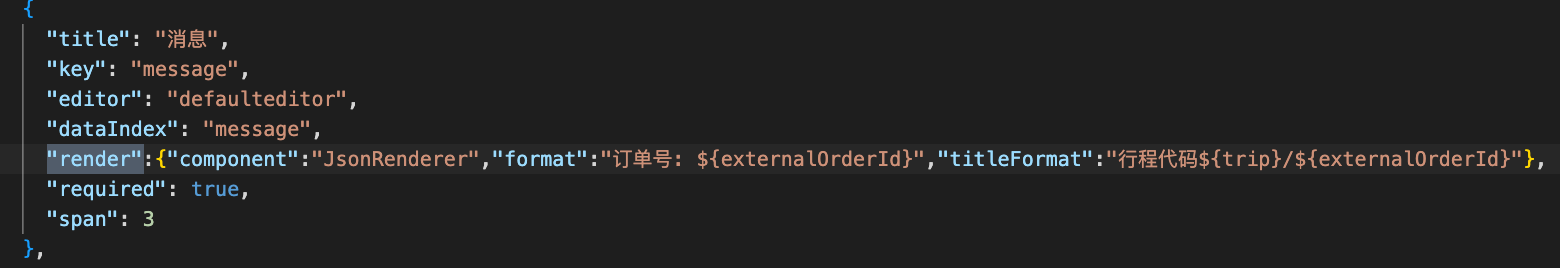 {
"title": "消息",
"key": "message",
"editor": "defaulteditor",
"dataIndex": "message",
"render":{"component":"JsonRenderer","format":"订单号: ${externalOrderId}","titleFormat":"行程代码${trip}/${externalOrderId}"},
"required": true,
"span": 3
},